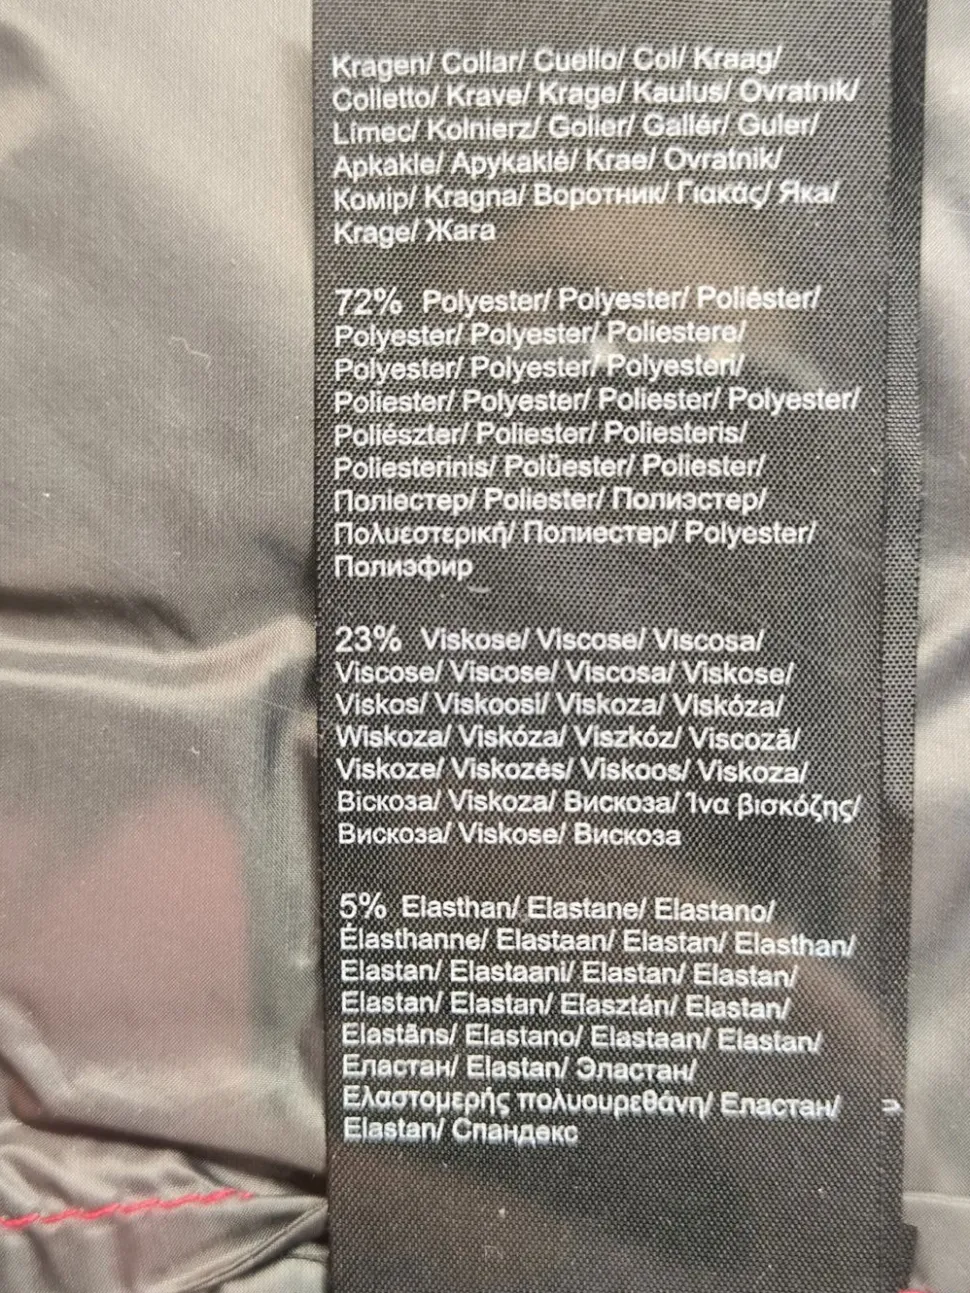 Kragen/ Collar/ Cuello/ Col/ Kraag/
Colletto/ Krave/ Krage/ Kaulus/ Ovratnik/
Límec/ Kolnierz/ Golier/ Gallér/ Guler/
Apkakle/ Apykaklė/ Krae/ Ovratnik/
Комір/ Kragna/ Воротник/ Γιακάς/ Яка/
Krage/ Жаға
72% Polyester/ Polyester/ Poliéster/
Polyester/ Polyester/ Poliestere/
Polyester/ Polyester/ Polyesteri/
Poliester/ Polyester/ Poliester/ Polyester/
Poliészter/ Poliester/ Poliesteris/
Poliesterinis/ Polüester/ Poliester/
Поліестер/ Poliester/ Полиэстер/
Πολυεστερική/ Полиестер/ Polyester/
Полиэфир
23% Viskose/ Viscose/ Viscosa/
Viscose/ Viscose/ Viscosa/ Viskose/
Viskos/ Viskoosi/ Viskoza/ Viskóza/
Wiskoza/ Viskóza/ Viszkóz/ Viscoză/
Viskoze/ Viskozės/ Viskoos/ Viskoza/
Віскоза/ Viskoza/ Вискоза/ Ίνα βισκόζης/
Вискоза/ Viskose/ Вискоза
5% Elasthan/ Elastane/ Elastano/
Élasthanne/ Elastaan/ Elastan/ Elasthan/
Elastan/ Elastaani/ Elastan/ Elastan/
Elastan/ Elastan/ Elasztán/ Elastan/
Elastāns/ Elastano/ Elastaan/ Elastan/
Еластан/ Elastan/ Эластан/
Ελαστομερής πολυουρεθάνη/ Еластан/
Elastan/ Спандекс